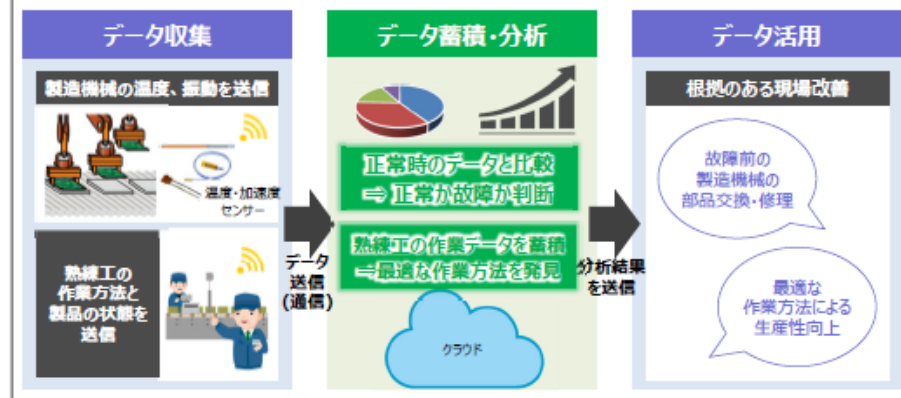 データ収集
製造機械の温度、振動を送信
温度・加速度
センサー
熟練工の
作業方法と
製品の状態を
送信
データ
送信
(通信)
データ蓄積・分析
正常時のデータと比較
⇒ 正常か故障か判断
熟練工の作業データを蓄積
⇒最適な作業方法を発見
クラウド
分析結果
を送信
データ活用
根拠のある現場改善
故障前の
製造機械の
部品交換・修理
最適な
作業方法による
生産性向上